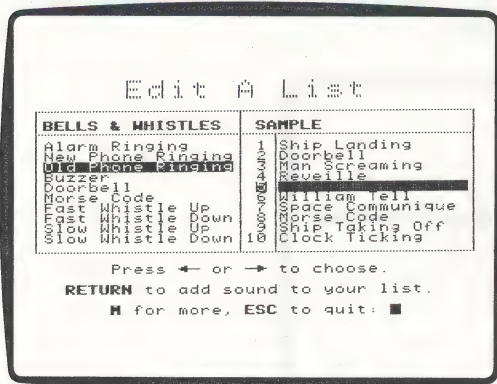 Edit A List
BELLS & WHISTLES
Alarm Ringing
New Phone Ringing
Old Phone Ringing
Buzzer
Doorbell
Morse Code
Fast Whistle Up
Fast Whistle Down
Slow Whistle Up
Slow Whistle Down
SAMPLE
1 Ship Landing
2 Doorbell
3 Man Screaming
4 Reveille
5
6 William Tell
7 Space Communique
8 Morse Code
9 Ship Taking Off
10 Clock Ticking
Press ← or → to choose.
RETURN to add sound to your list.
M for more, ESC to quit: